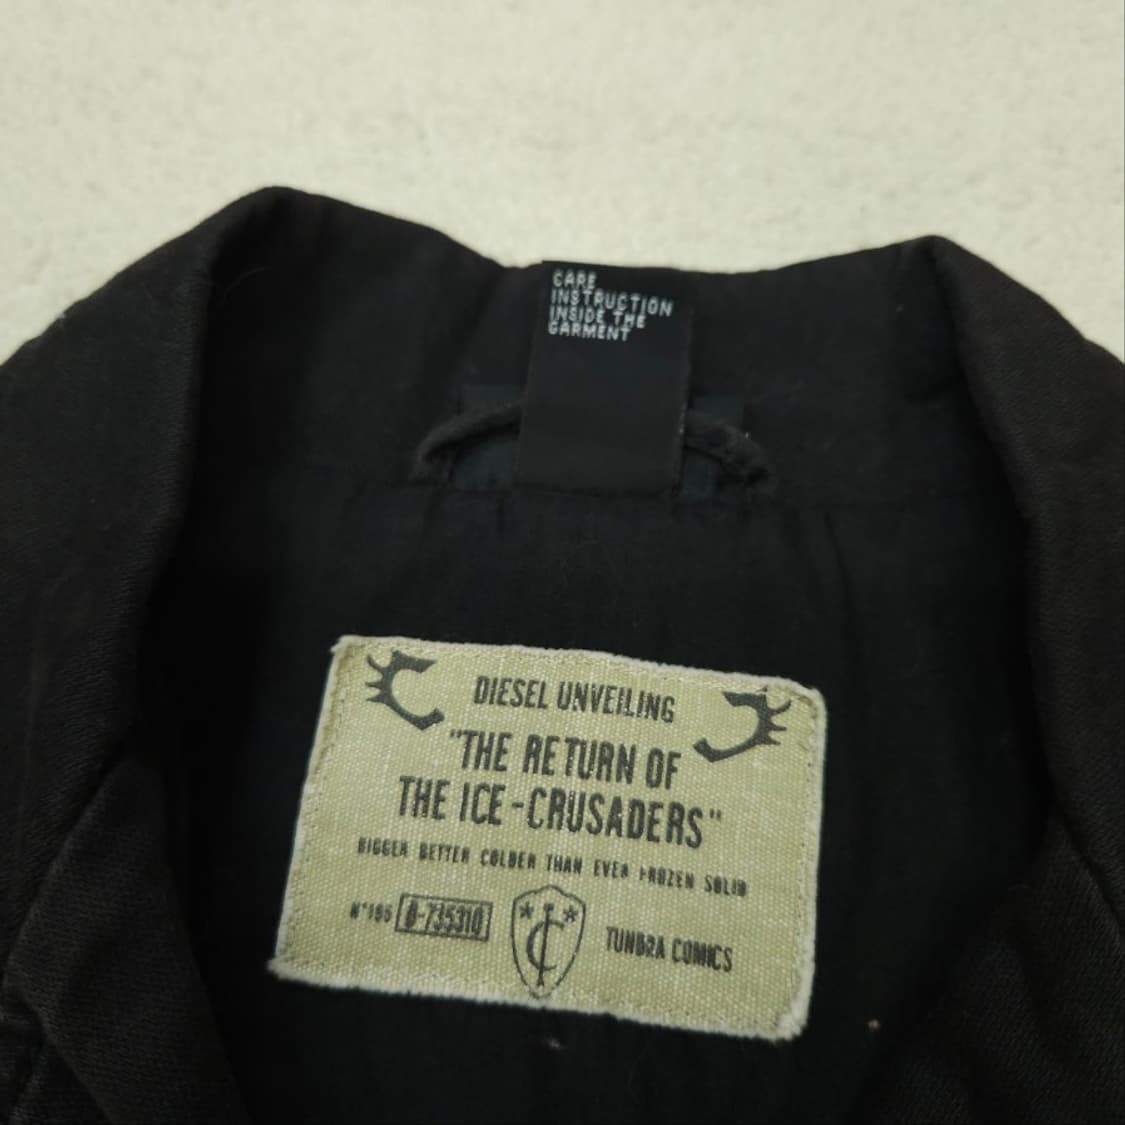 CARE
INSTRUCTION
INSIDE THE
GARMENT
DIESEL UNVEILING
"THE RETURN OF
THE ICE-CRUSADERS"
BIGGER BETTER COLDER THAN EVER FROZEN SOLID
N°195 D-735310
TUNDRA COMICS